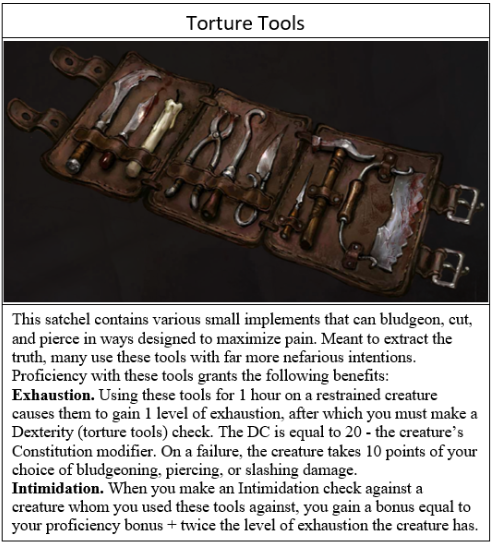 Torture Tools
This satchel contains various small implements that can bludgeon, cut,
and pierce in ways designed to maximize pain. Meant to extract the
truth, many use these tools with far more nefarious intentions.
Proficiency with these tools grants the following benefits:
Exhaustion. Using these tools for 1 hour on a restrained creature
causes them to gain 1 level of exhaustion, after which you must make a
Dexterity (torture tools) check. The DC is equal to 20 - the creature’s
Constitution modifier. On a failure, the creature takes 10 points of your
choice of bludgeoning, piercing, or slashing damage.
Intimidation. When you make an Intimidation check against a
creature whom you used these tools against, you gain a bonus equal to
your proficiency bonus + twice the level of exhaustion the creature has.